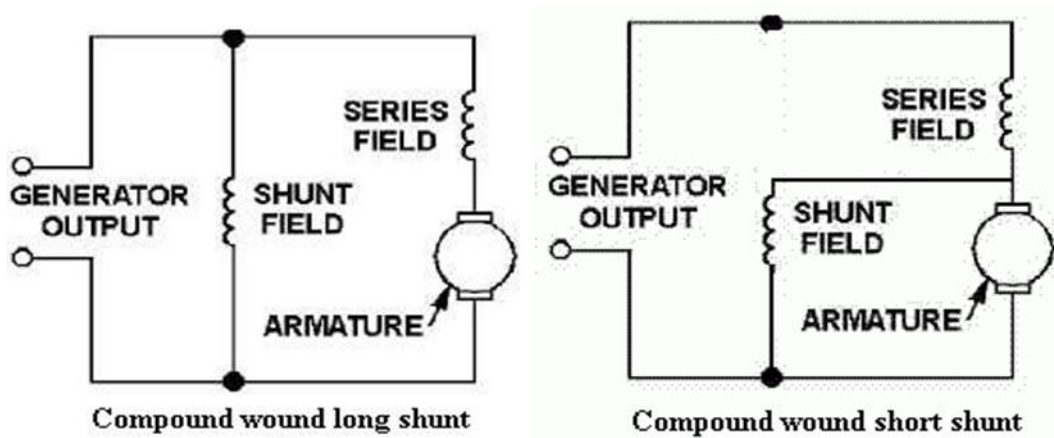 SERIES
FIELD
GENERATOR
OUTPUT
SHUNT
FIELD
ARMATURE
Compound wound long shunt
SERIES
FIELD
GENERATOR
OUTPUT
SHUNT
FIELD
ARMATURE
Compound wound short shunt